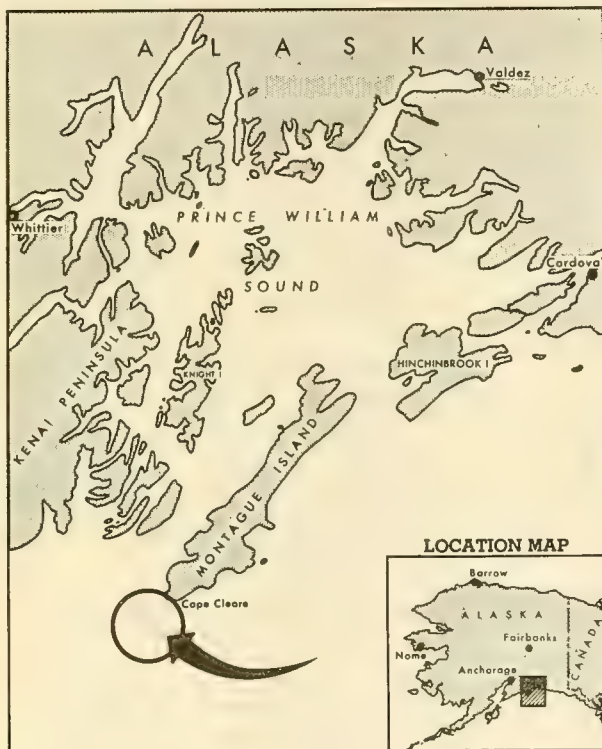 ALASKA
Valdez
PRINCE WILLIAM
Whittier
Cordova
SOUND
KENAI PENINSULA
KNIGHT I
HINCHINBROOK I
MONTAGUE ISLAND
Cape Cleare
LOCATION MAP
Barrow
ALASKA
CANADA
Fairbanks
Nome
Anchorage